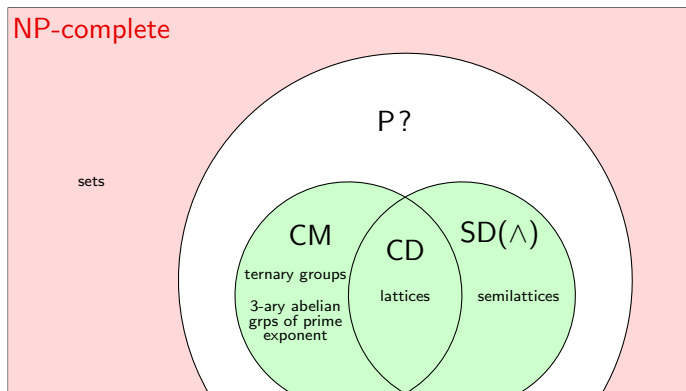 NP-complete
P?
sets
CM
CD
SD(∧)
ternary groups
lattices
semilattices
3-ary abelian
grps of prime
exponent